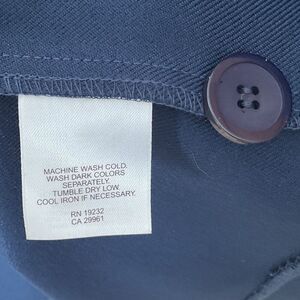 MACHINE WASH COLD.
WASH DARK COLORS
SEPARATELY.
TUMBLE DRY LOW.
COOL IRON IF NECESSARY.
RN 19232
CA 29961